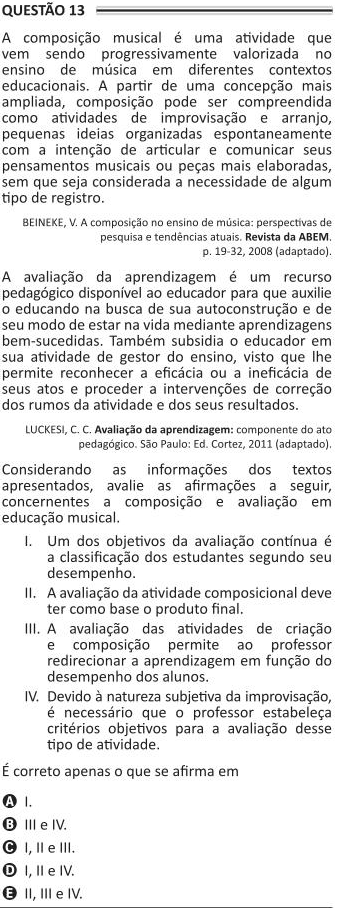 QUESTÃO 13
A composição musical é uma atividade que
vem sendo progressivamente valorizada no
ensino de música em diferentes contextos
educacionais. A partir de uma concepção mais
ampliada, composição pode ser compreendida
como atividades de improvisação e arranjo,
pequenas ideias organizadas espontaneamente
com a intenção de articular e comunicar seus
pensamentos musicais ou peças mais elaboradas,
sem que seja considerada a necessidade de algum
tipo de registro.
BEINEKE, V. A composição no ensino de música: perspectivas de
pesquisa e tendências atuais. Revista da ABEM.
p. 19-32, 2008 (adaptado).
A avaliação da aprendizagem é um recurso
pedagógico disponível ao educador para que auxilie
o educando na busca de sua autoconstrução e de
seu modo de estar na vida mediante aprendizagens
bem-sucedidas. Também subsidia o educador em
sua atividade de gestor do ensino, visto que lhe
permite reconhecer a eficácia ou a ineficácia de
seus atos e proceder a intervenções de correção
dos rumos da atividade e dos seus resultados.
LUCKESI, C. C. Avaliação da aprendizagem: componente do ato
pedagógico. São Paulo: Ed. Cortez, 2011 (adaptado).
Considerando as informações dos textos
apresentados, avalie as afirmações a seguir,
concernentes a composição e avaliação em
educação musical.
I. Um dos objetivos da avaliação contínua é
a classificação dos estudantes segundo seu
desempenho.
II. A avaliação da atividade composicional deve
ter como base o produto final.
III. A avaliação das atividades de criação
e composição permite ao professor
redirecionar a aprendizagem em função do
desempenho dos alunos.
IV. Devido à natureza subjetiva da improvisação,
é necessário que o professor estabeleça
critérios objetivos para a avaliação desse
tipo de atividade.
É correto apenas o que se afirma em
A I.
B III e IV.
C I, II e III.
D I, II e IV.
E II, III e IV.